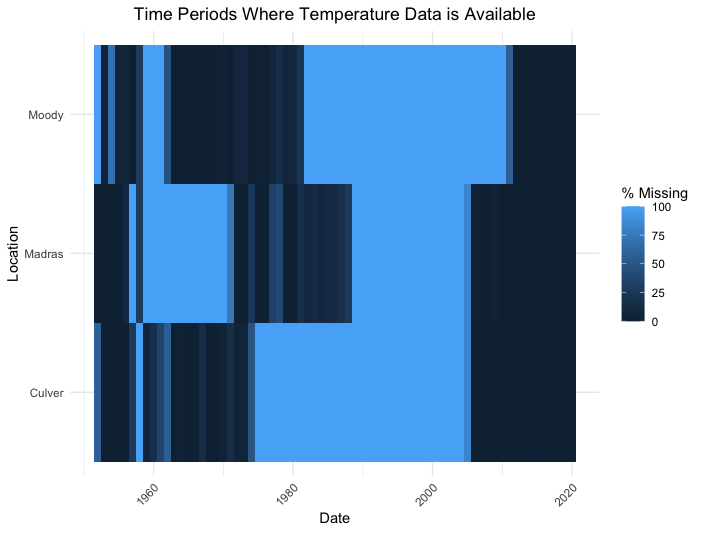 Time Periods Where Temperature Data is Available
Location
Moody
Madras
Culver
1960
1980
2000
2020
Date
% Missing
100
75
50
25
0